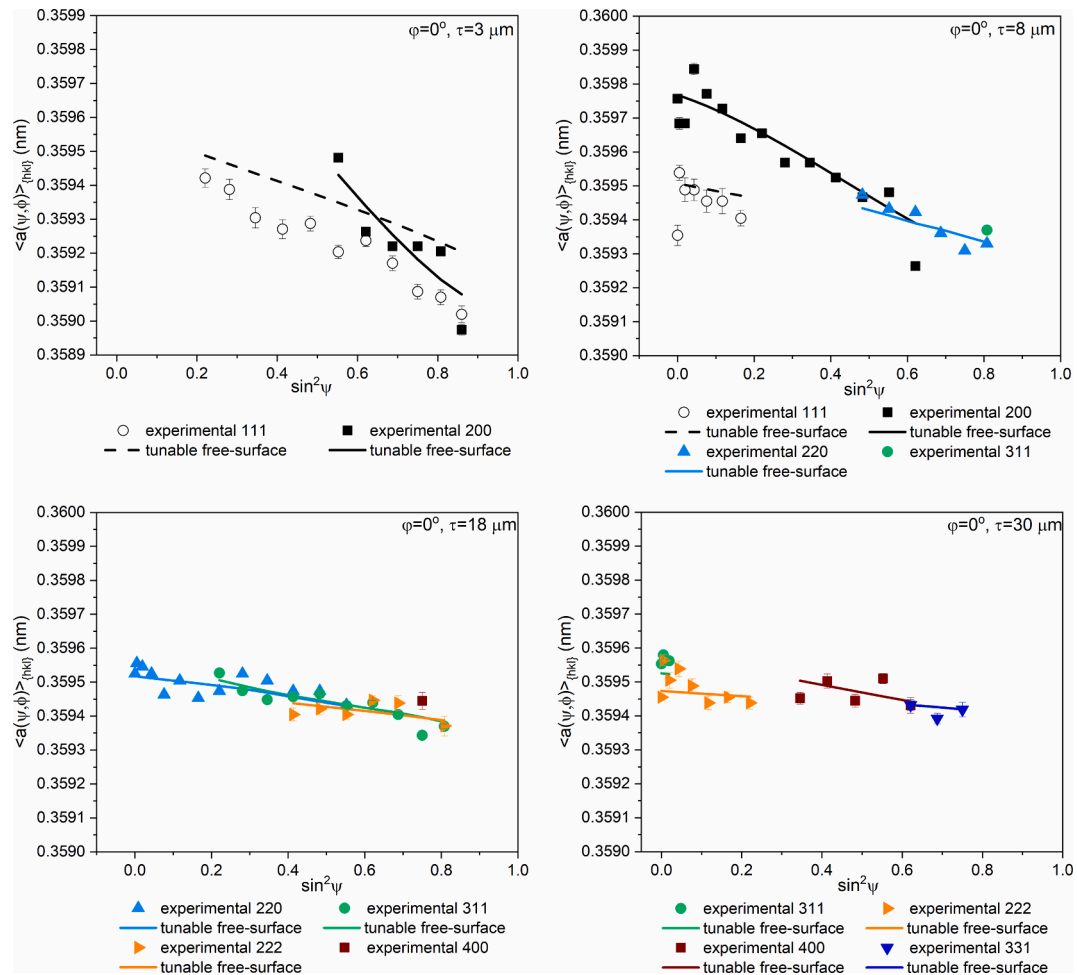 φ=0°, τ=3 μm
0.3599
0.3598
0.3597
0.3596
0.3595
0.3594
0.3593
0.3592
0.3591
0.3590
0.3589
<a(ψ,ϕ)>{hkl} (nm)
0.0 0.2 0.4 0.6 0.8 1.0
sin²ψ
experimental 111 experimental 200
tunable free-surface tunable free-surface
φ=0°, τ=8 μm
0.3600
0.3599
0.3598
0.3597
0.3596
0.3595
0.3594
0.3593
0.3592
0.3591
0.3590
<a(ψ,ϕ)>{hkl} (nm)
0.0 0.2 0.4 0.6 0.8 1.0
sin²ψ
experimental 111 experimental 200
tunable free-surface tunable free-surface
experimental 220 experimental 311
tunable free-surface
φ=0°, τ=18 μm
0.3600
0.3599
0.3598
0.3597
0.3596
0.3595
0.3594
0.3593
0.3592
0.3591
0.3590
<a(ψ,ϕ)>{hkl} (nm)
0.0 0.2 0.4 0.6 0.8 1.0
sin²ψ
experimental 220 experimental 311
tunable free-surface tunable free-surface
experimental 222 experimental 400
tunable free-surface
φ=0°, τ=30 μm
0.3600
0.3599
0.3598
0.3597
0.3596
0.3595
0.3594
0.3593
0.3592
0.3591
0.3590
<a(ψ,ϕ)>{hkl} (nm)
0.0 0.2 0.4 0.6 0.8 1.0
sin²ψ
experimental 311 experimental 222
tunable free-surface tunable free-surface
experimental 400 experimental 331
tunable free-surface tunable free-surface